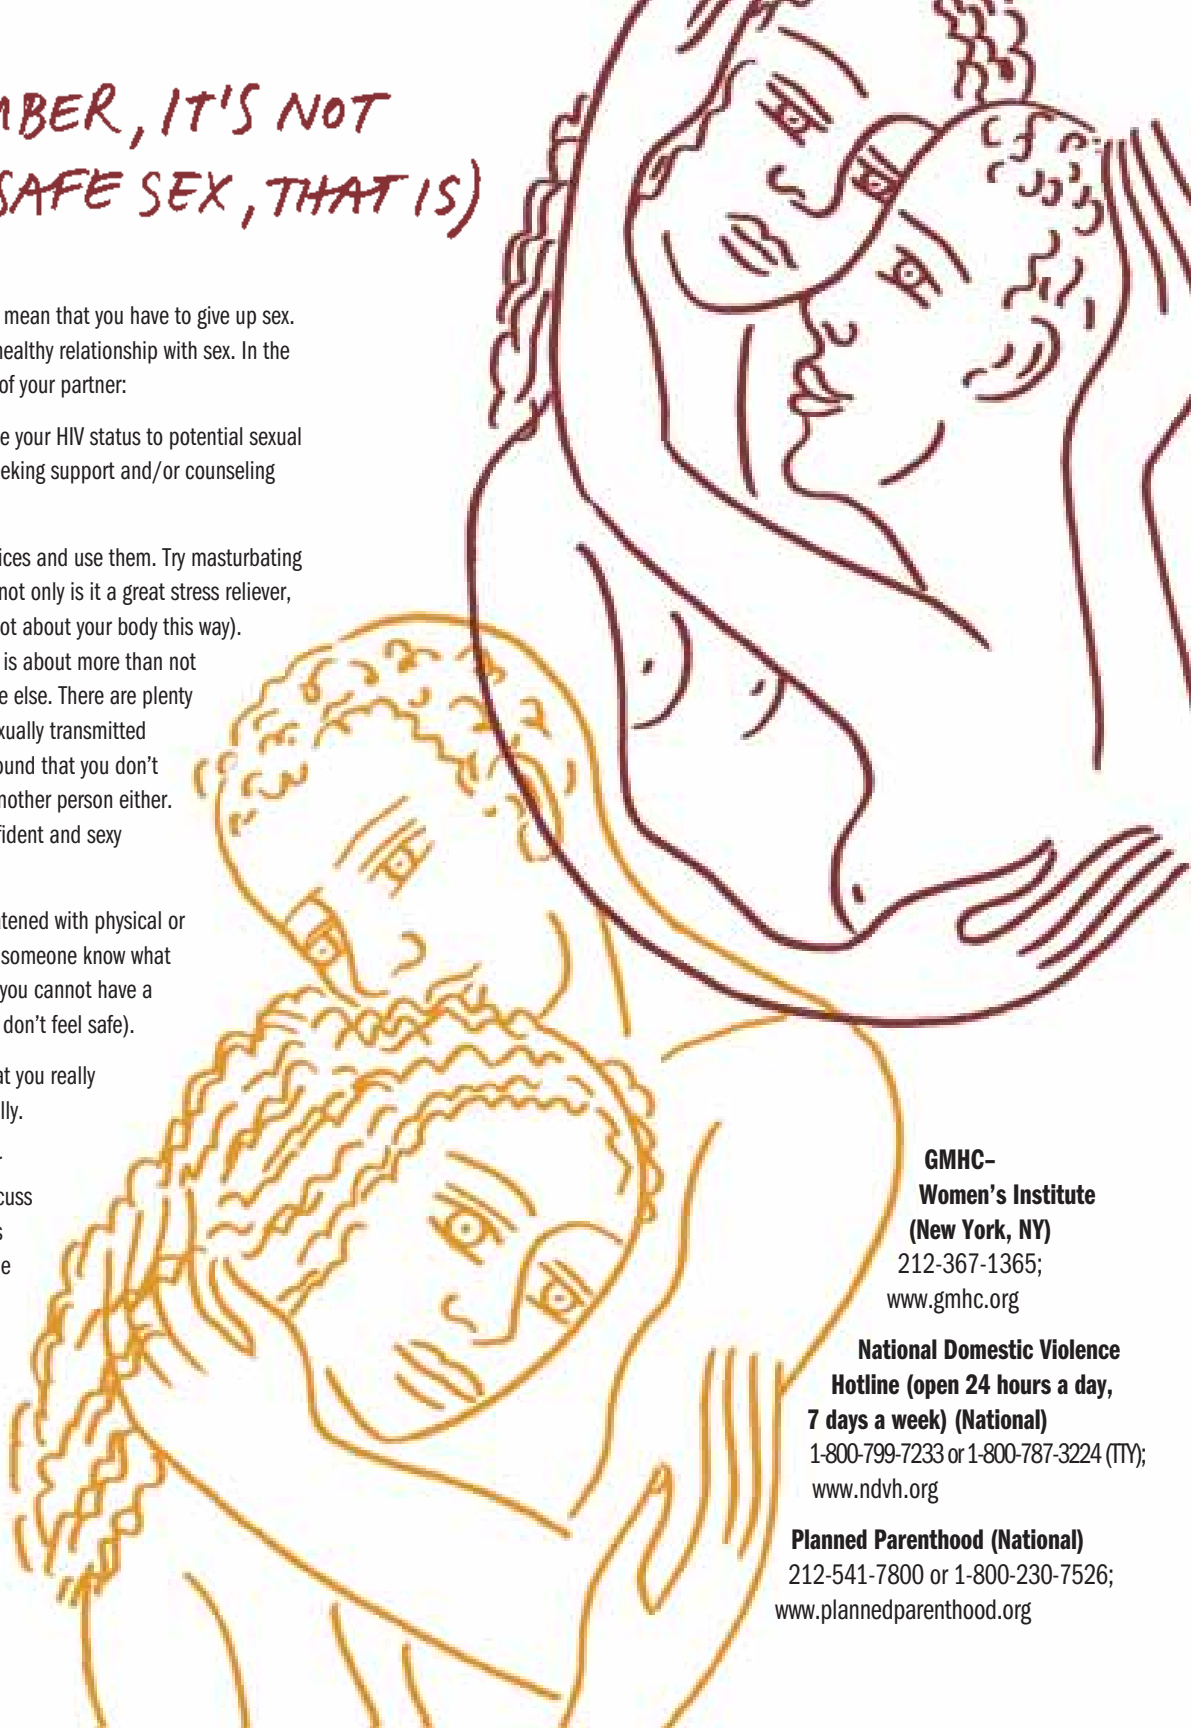 MBER, IT'S NOT
SAFE SEX, THAT IS)
mean that you have to give up sex.
healthy relationship with sex. In the
of your partner:
e your HIV status to potential sexual
eking support and/or counseling
ices and use them. Try masturbating
not only is it a great stress reliever,
ot about your body this way).
is about more than not
e else. There are plenty
xually transmitted
ound that you don't
nother person either.
fident and sexy
tened with physical or
someone know what
you cannot have a
don't feel safe).
at you really
lly.
.
cuss
s
e
GMHC–
Women's Institute
(New York, NY)
212-367-1365;
www.gmhc.org
National Domestic Violence
Hotline (open 24 hours a day,
7 days a week) (National)
1-800-799-7233 or 1-800-787-3224 (TTY);
www.ndvh.org
Planned Parenthood (National)
212-541-7800 or 1-800-230-7526;
www.plannedparenthood.org